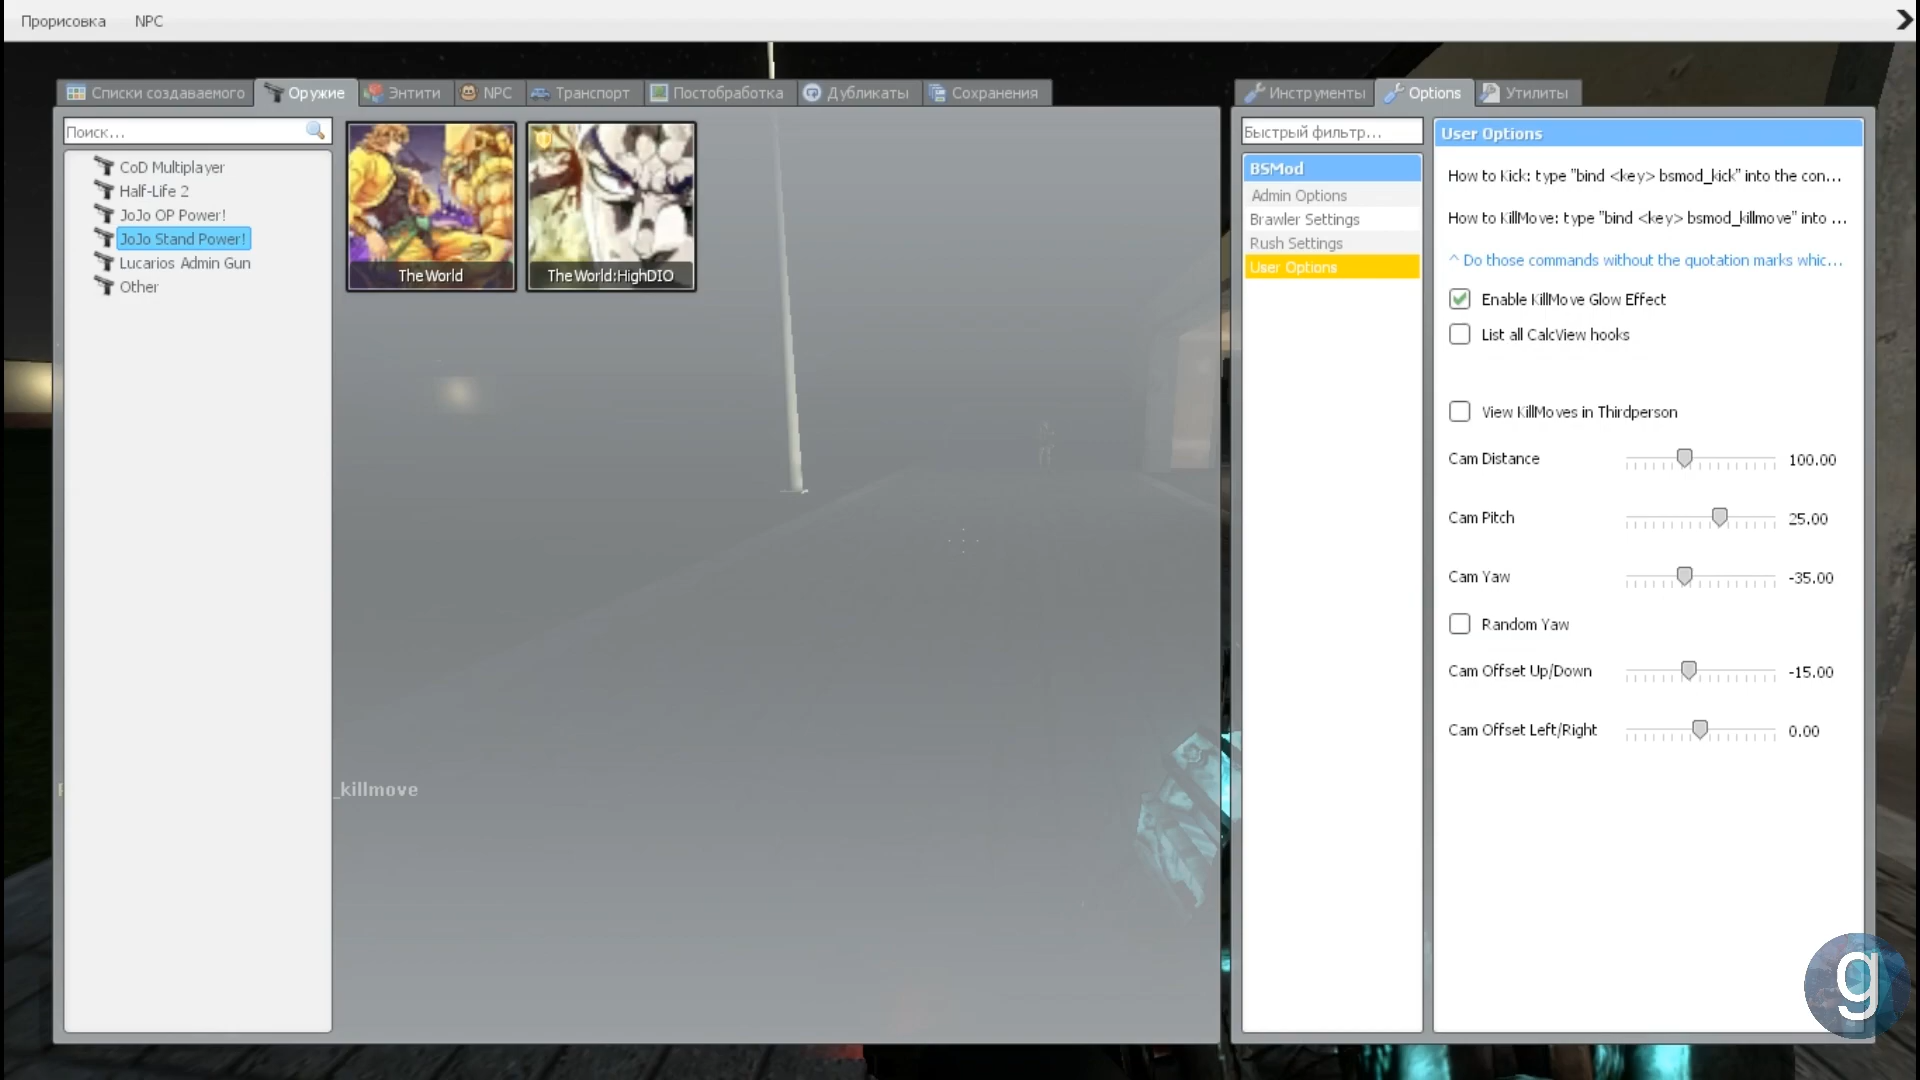 Прорисовка NPC
Списки создаваемого Оружие Энтити NPC Транспорт Постобработка Дубликаты Сохранения
Поиск...
CoD Multiplayer
Half-Life 2
JoJo OP Power!
JoJo Stand Power!
Lucarios Admin Gun
Other
The World
The World:HighDIO
_killmove
Инструменты Options Утилиты
Быстрый фильтр...
BSMod
Admin Options
Brawler Settings
Rush Settings
User Options
User Options
How to Kick: type "bind <key> bsmod_kick" into the con...
How to KillMove: type "bind <key> bsmod_killmove" into ...
^ Do those commands without the quotation marks whic...
Enable KillMove Glow Effect
List all CalcView hooks
View KillMoves in Thirdperson
Cam Distance 100.00
Cam Pitch 25.00
Cam Yaw -35.00
Random Yaw
Cam Offset Up/Down -15.00
Cam Offset Left/Right 0.00
g